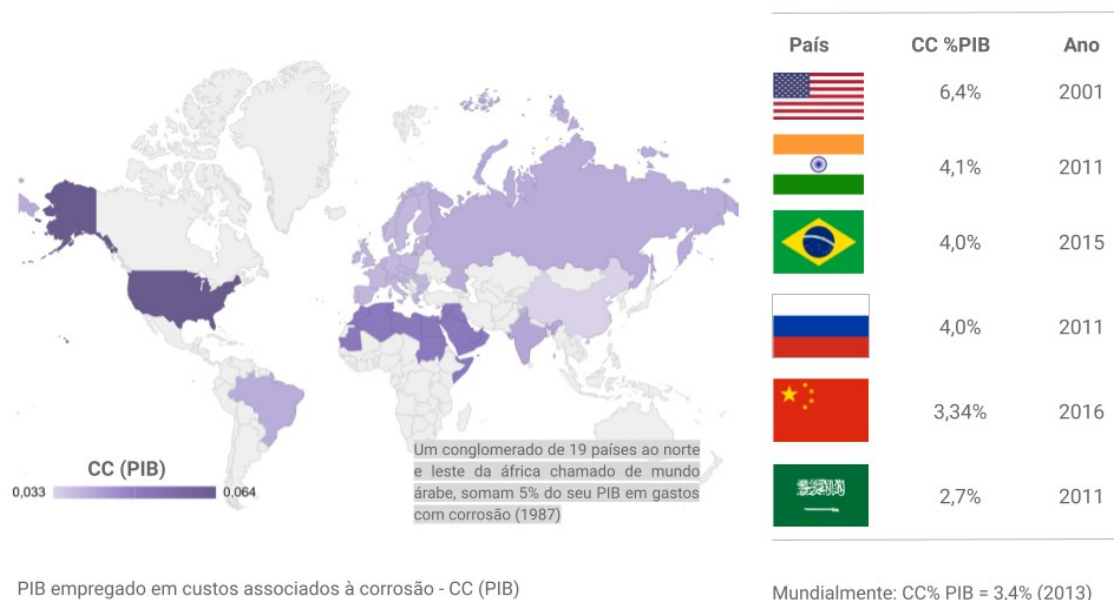 País CC %PIB Ano
6,4% 2001
4,1% 2011
4,0% 2015
4,0% 2011
3,34% 2016
2,7% 2011
Um conglomerado de 19 países ao norte
e leste da áfrica chamado de mundo
árabe, somam 5% do seu PIB em gastos
com corrosão (1987)
CC (PIB)
0,033 0,064
PIB empregado em custos associados à corrosão - CC (PIB)
Mundialmente: CC% PIB = 3,4% (2013)